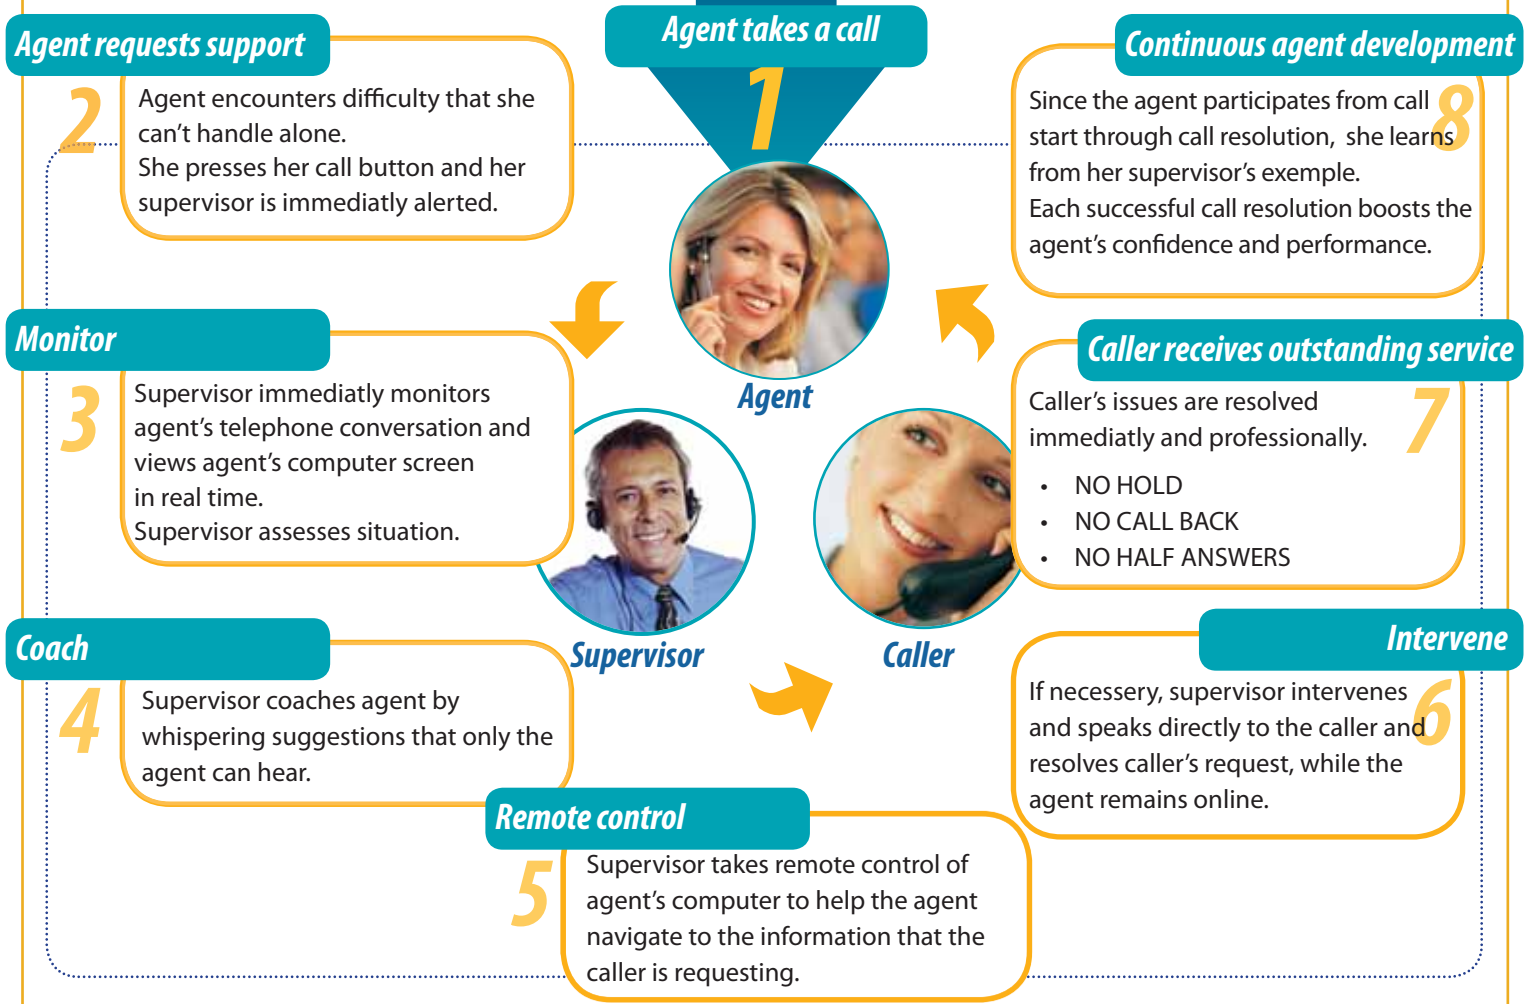 Agent takes a call
1
Agent requests support
2
Agent encounters difficulty that she
can't handle alone.
She presses her call button and her
supervisor is immediatly alerted.
Monitor
3
Supervisor immediatly monitors
agent's telephone conversation and
views agent's computer screen
in real time.
Supervisor assesses situation.
Coach
4
Supervisor coaches agent by
whispering suggestions that only the
agent can hear.
Remote control
5
Supervisor takes remote control of
agent's computer to help the agent
navigate to the information that the
caller is requesting.
Intervene
6
If necessery, supervisor intervenes
and speaks directly to the caller and
resolves caller's request, while the
agent remains online.
Caller receives outstanding service
7
Caller's issues are resolved
immediatly and professionally.
• NO HOLD
• NO CALL BACK
• NO HALF ANSWERS
Continuous agent development
8
Since the agent participates from call
start through call resolution, she learns
from her supervisor's exemple.
Each successful call resolution boosts the
agent's confidence and performance.
Agent
Supervisor
Caller